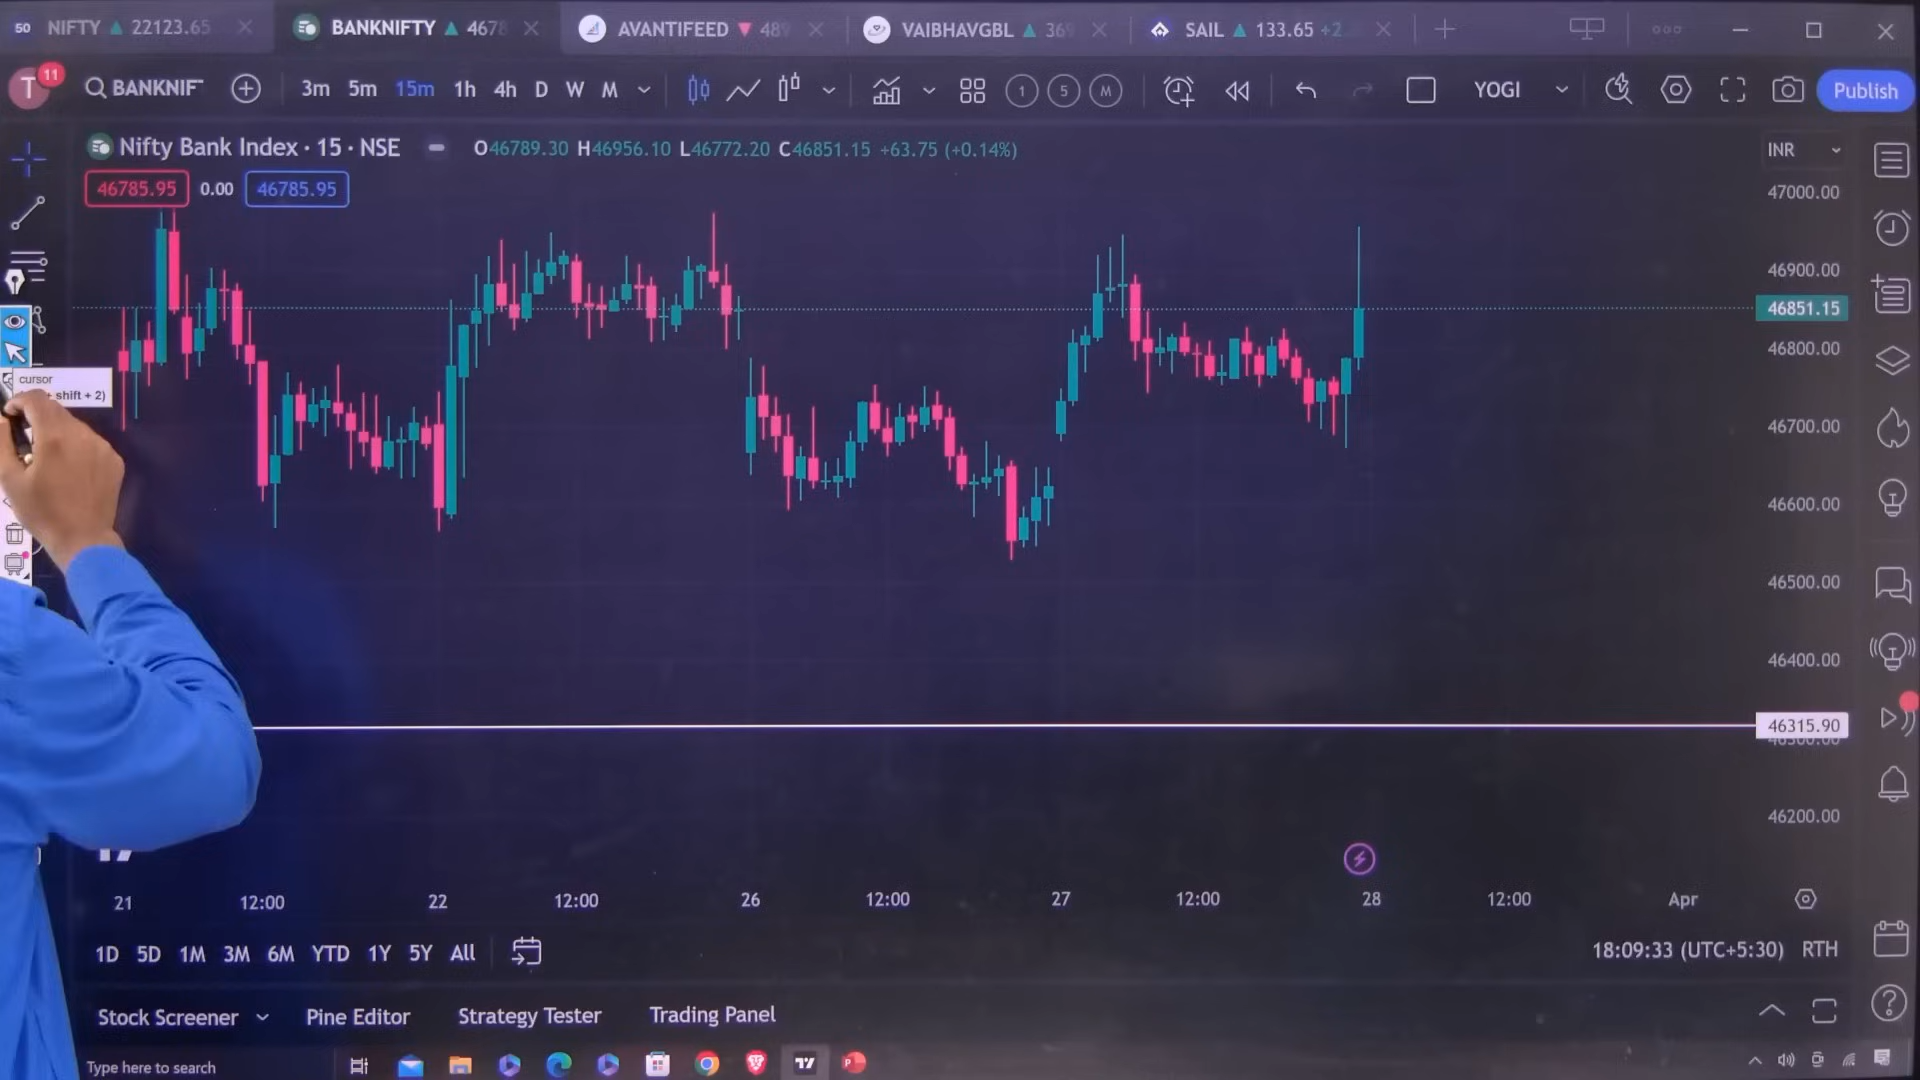 50 NIFTY 22123.65
BANKNIFTY 4678
AVANTIFEED 489
VAIBHAVGBL 369
SAIL 133.65 +2
T 11 BANKNIF 3m 5m 15m 1h 4h D W M 1 5 M YOGI Publish
Nifty Bank Index · 15 · NSE O46789.30 H46956.10 L46772.20 C46851.15 +63.75 (+0.14%)
INR
46785.95 0.00 46785.95
47000.00
46900.00
46851.15
46800.00
cursor
shift + 2)
46700.00
46600.00
46500.00
46400.00
46315.90
46200.00
21 12:00 22 12:00 26 12:00 27 12:00 28 12:00 Apr
1D 5D 1M 3M 6M YTD 1Y 5Y All
18:09:33 (UTC+5:30) RTH
Stock Screener Pine Editor Strategy Tester Trading Panel
Type here to search